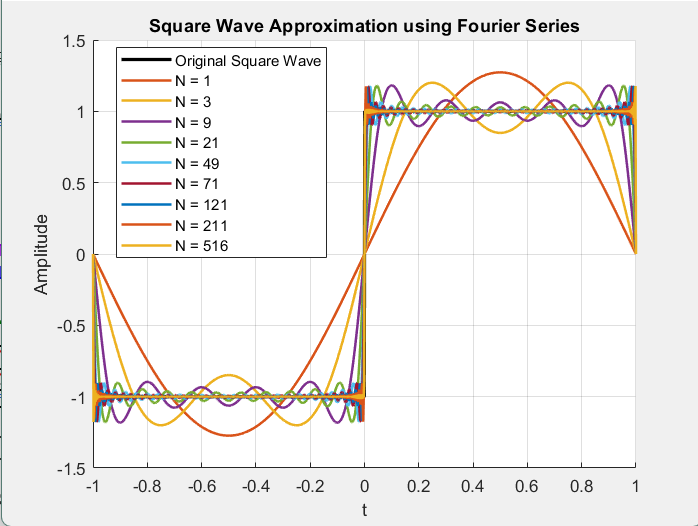 Square Wave Approximation using Fourier Series
1.5
1
0.5
0
-0.5
-1
-1.5
Amplitude
Original Square Wave
N = 1
N = 3
N = 9
N = 21
N = 49
N = 71
N = 121
N = 211
N = 516
-1 -0.8 -0.6 -0.4 -0.2 0 0.2 0.4 0.6 0.8 1
t